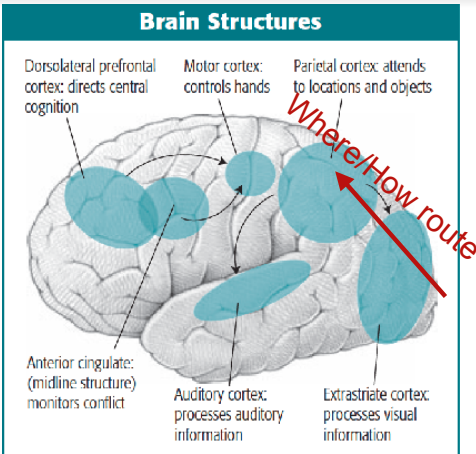 Brain Structures
Dorsolateral prefrontal
cortex: directs central
cognition
Motor cortex:
controls hands
Parietal cortex: attends
to locations and objects
Where/How route
Anterior cingulate:
(midline structure)
monitors conflict
Auditory cortex:
processes auditory
information
Extrastriate cortex:
processes visual
information